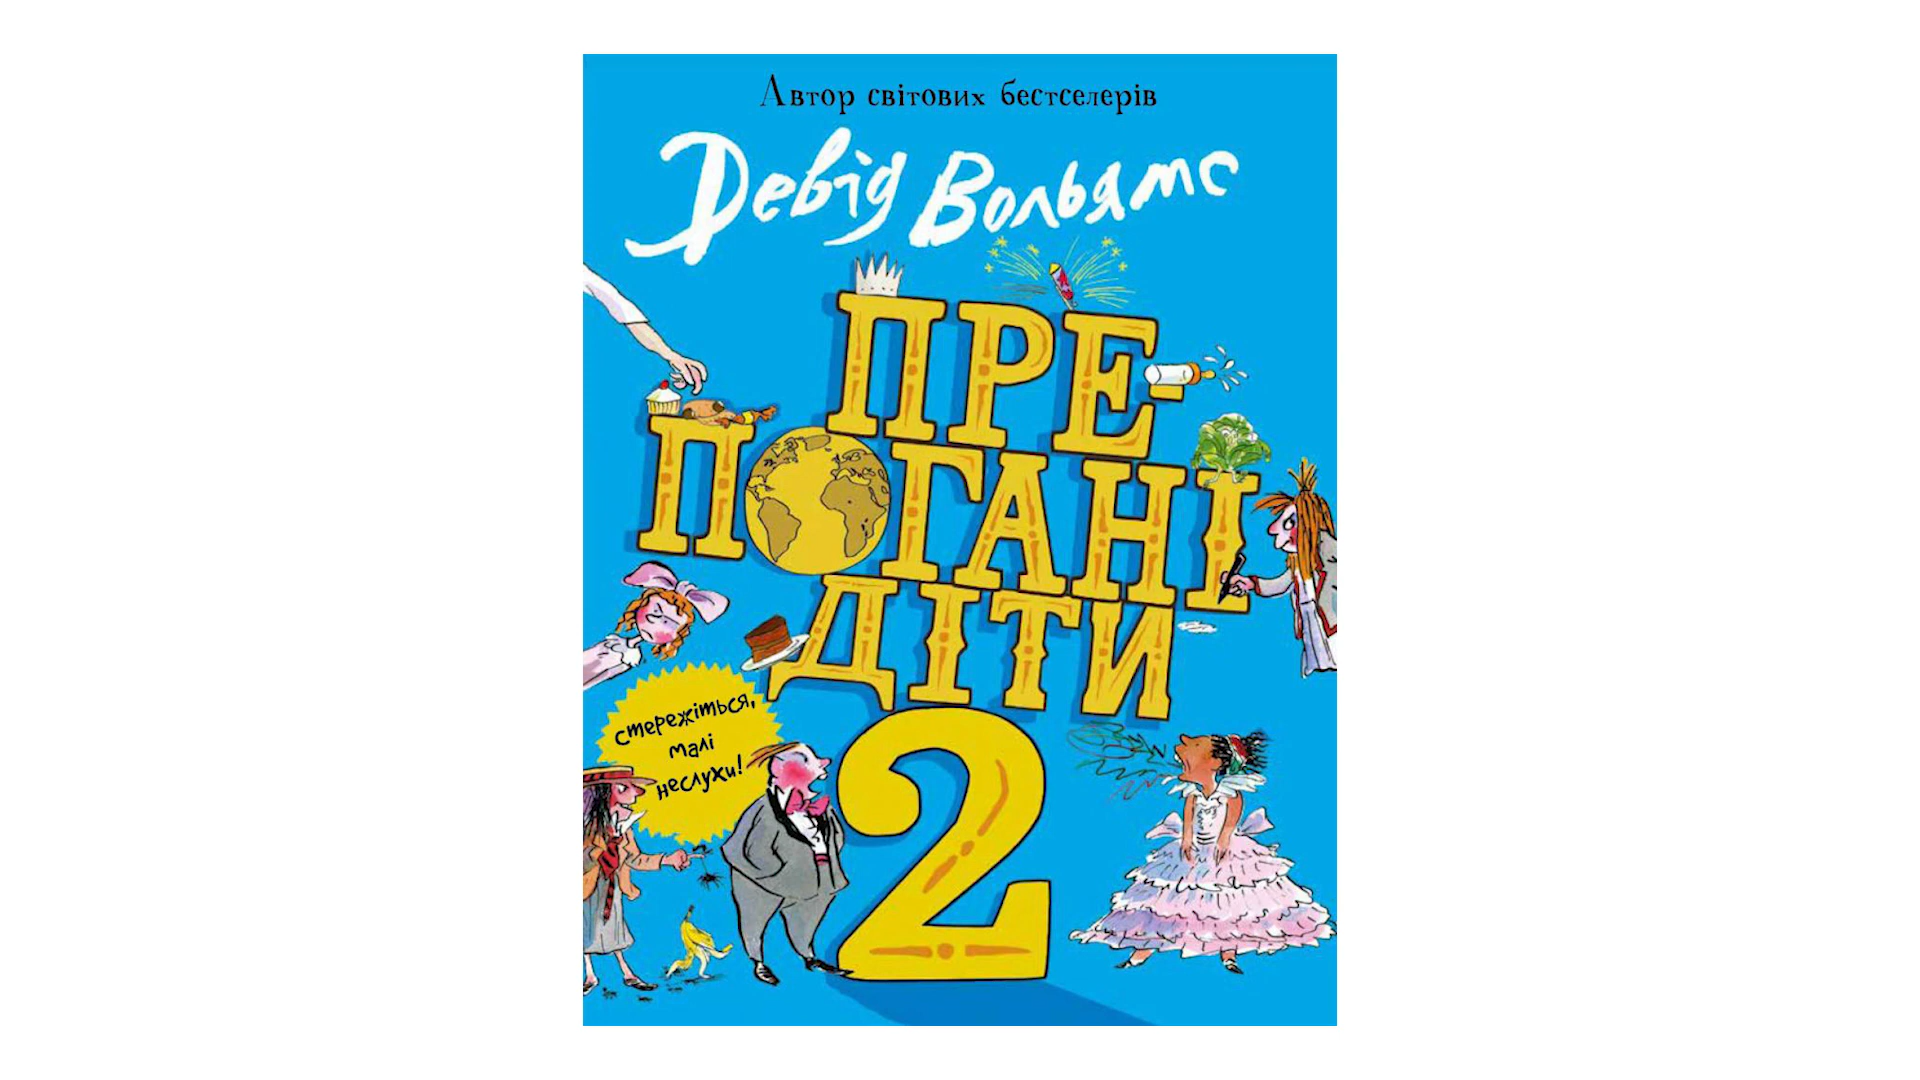 Автор світових бестселерів
Девід Вольямс
ПРЕ-
ПОГАНІ
ДІТИ
2
стережіться,
малі
неслухи!